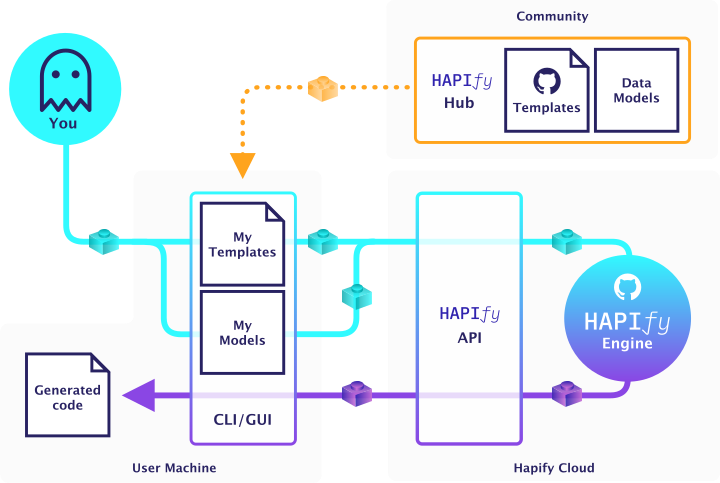 Community
HAPIfy
Hub
Templates
Data
Models
You
My
Templates
My
Models
CLI/GUI
HAPIfy
API
HAPIfy
Engine
Generated
code
User Machine
Hapify Cloud